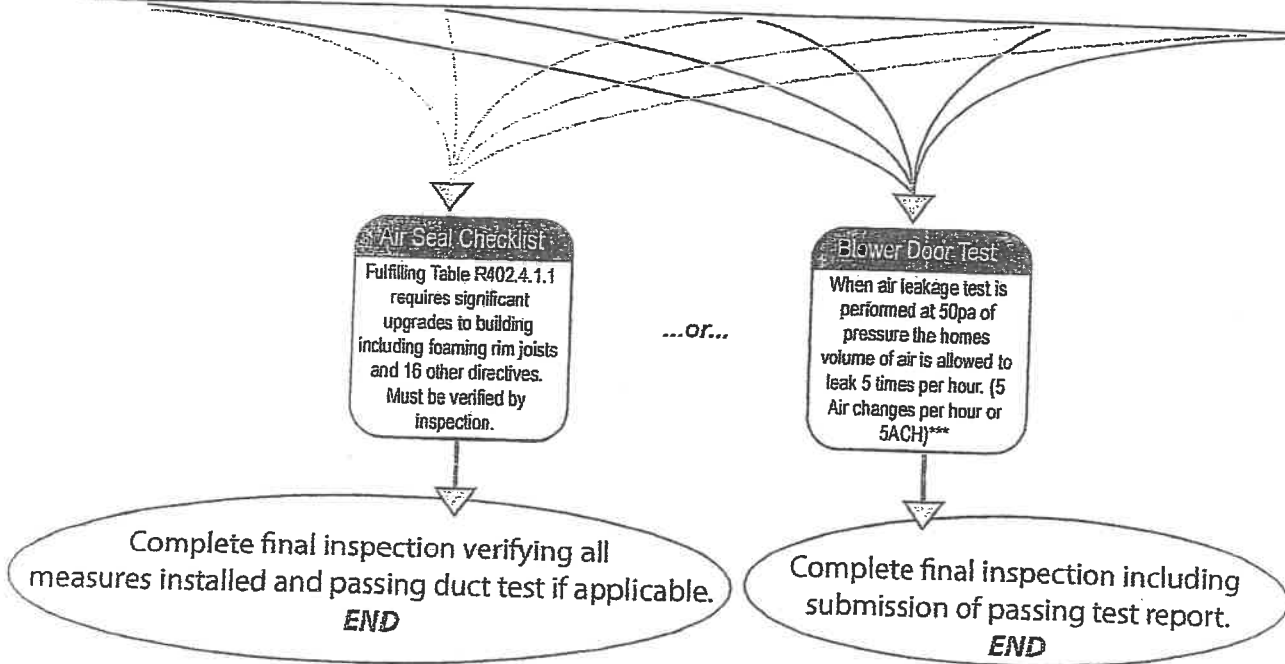 Air Seal Checklist
Fulfilling Table R402.4.1.1
requires significant
upgrades to building
including foaming rim joists
and 16 other directives.
Must be verified by
inspection.
...or...
Blower Door Test
When air leakage test is
performed at 50pa of
pressure the homes
volume of air is allowed to
leak 5 times per hour. (5
Air changes per hour or
5ACH)***
Complete final inspection verifying all
measures installed and passing duct test if applicable.
END
Complete final inspection including
submission of passing test report.
END